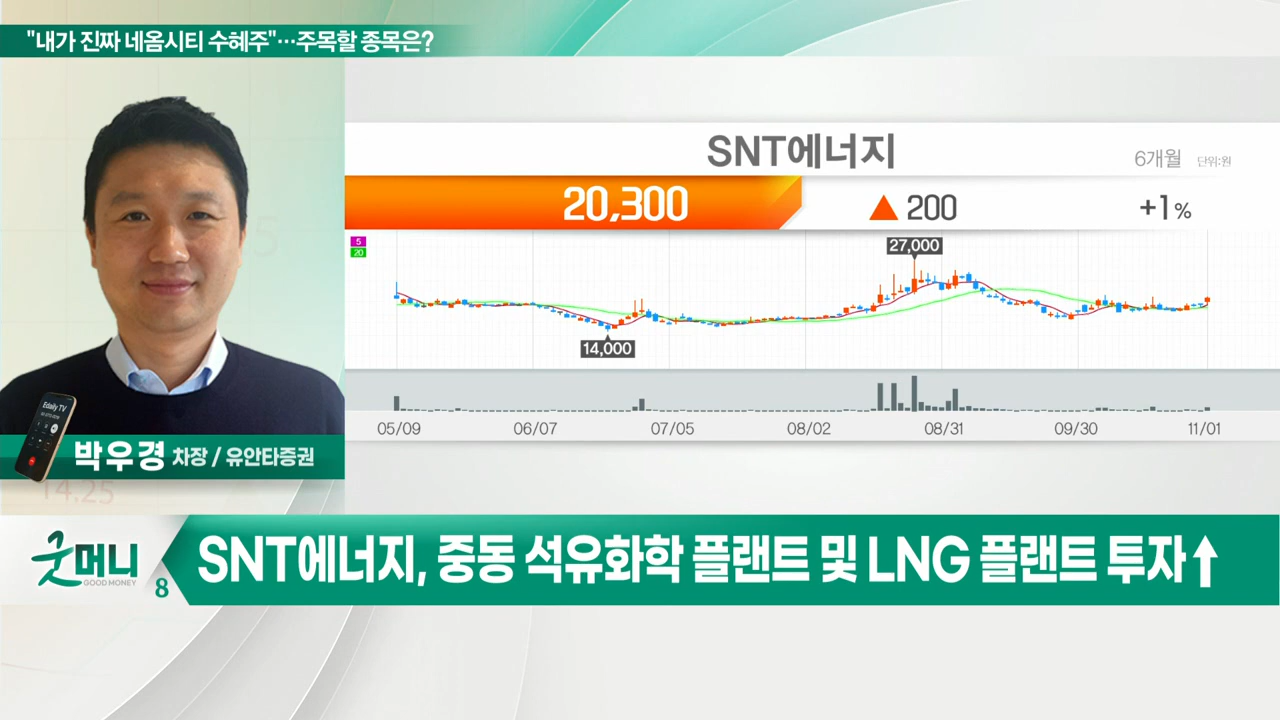 "내가 진짜 네옴시티 수혜주"…주목할 종목은?
SNT에너지
6개월 단위:원
20,300 ▲ 200 +1%
5
20
27,000
14,000
05/09 06/07 07/05 08/02 08/31 09/30 11/01
Edaily TV
박우경 차장 / 유안타증권
14.25
굿머니
GOOD MONEY
8
SNT에너지, 중동 석유화학 플랜트 및 LNG 플랜트 투자↑